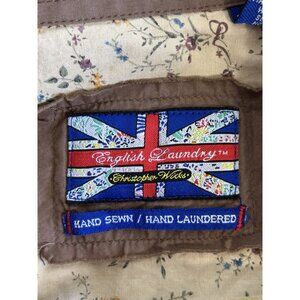 English Laundry™
Christopher Wicks®
HAND SEWN / HAND LAUNDERED